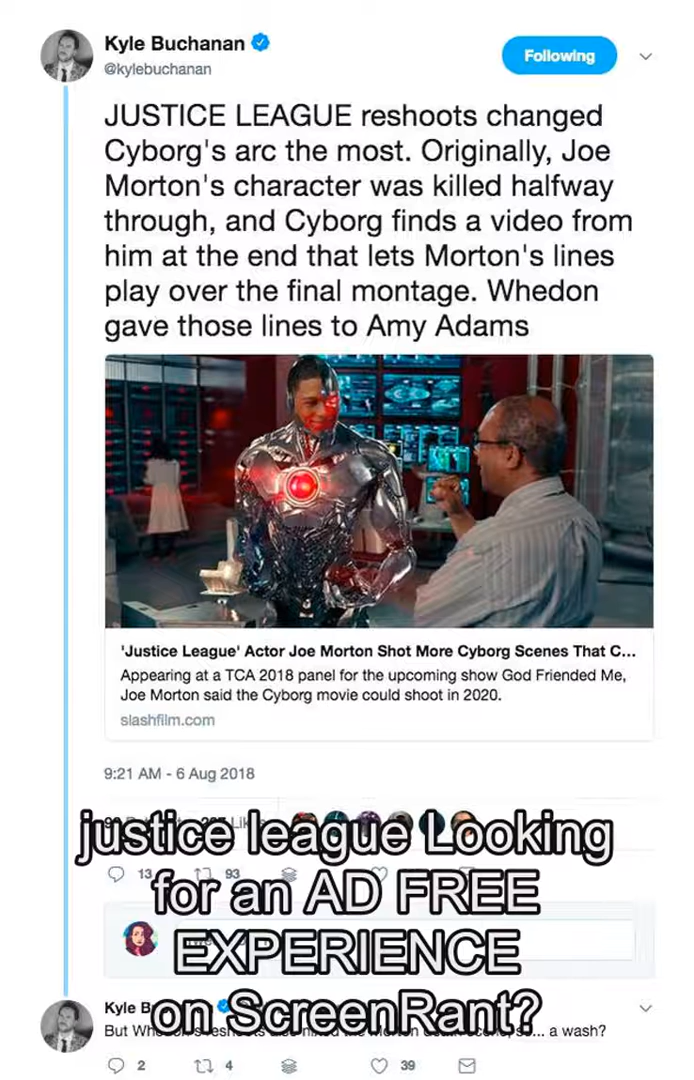 Kyle Buchanan
@kylebuchanan
Following
JUSTICE LEAGUE reshoots changed
Cyborg's arc the most. Originally, Joe
Morton's character was killed halfway
through, and Cyborg finds a video from
him at the end that lets Morton's lines
play over the final montage. Whedon
gave those lines to Amy Adams
'Justice League' Actor Joe Morton Shot More Cyborg Scenes That C...
Appearing at a TCA 2018 panel for the upcoming show God Friended Me,
Joe Morton said the Cyborg movie could shoot in 2020.
slashfilm.com
9:21 AM - 6 Aug 2018
justice league Looking
13 93
for an AD FREE
EXPERIENCE
Kyle
on ScreenRant?
But a wash?
2 4 39